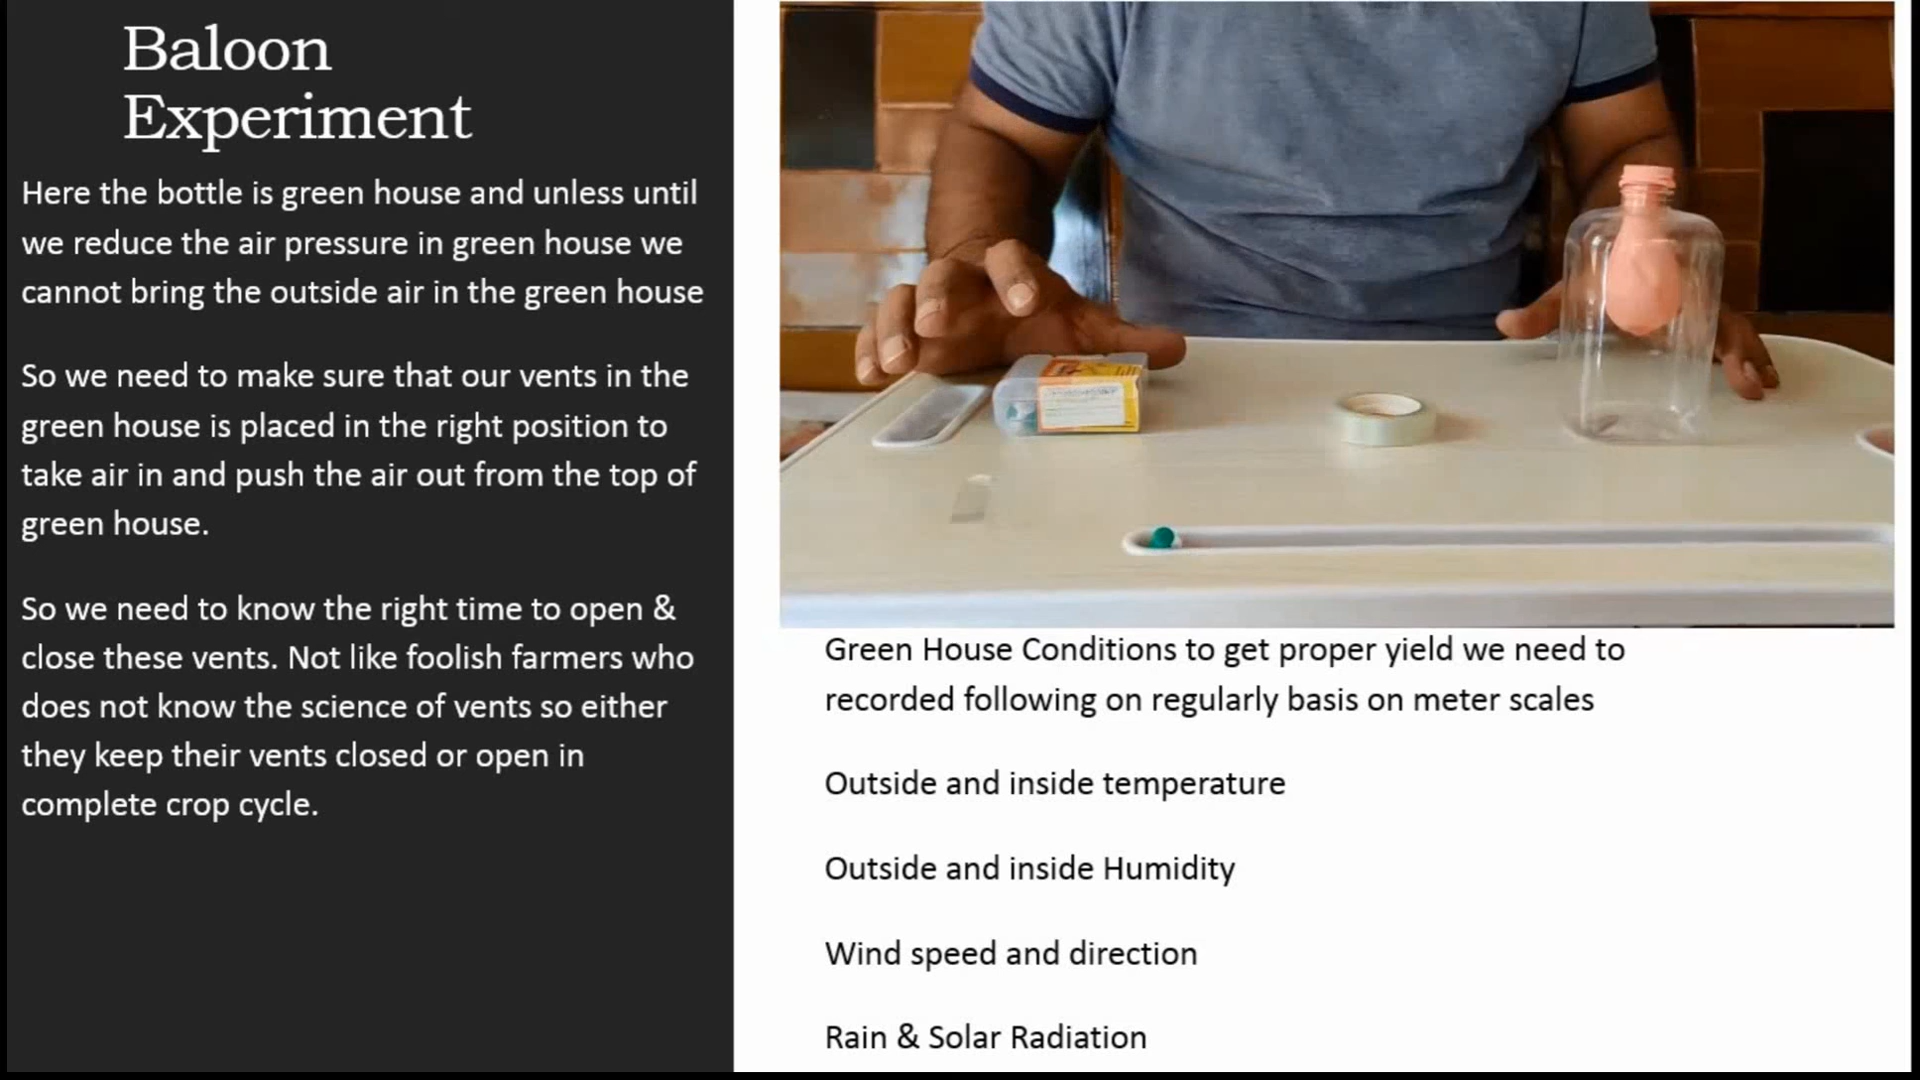 Baloon
Experiment
Here the bottle is green house and unless until
we reduce the air pressure in green house we
cannot bring the outside air in the green house
So we need to make sure that our vents in the
green house is placed in the right position to
take air in and push the air out from the top of
green house.
So we need to know the right time to open &
close these vents. Not like foolish farmers who
does not know the science of vents so either
they keep their vents closed or open in
complete crop cycle.
Green House Conditions to get proper yield we need to
recorded following on regularly basis on meter scales
Outside and inside temperature
Outside and inside Humidity
Wind speed and direction
Rain & Solar Radiation